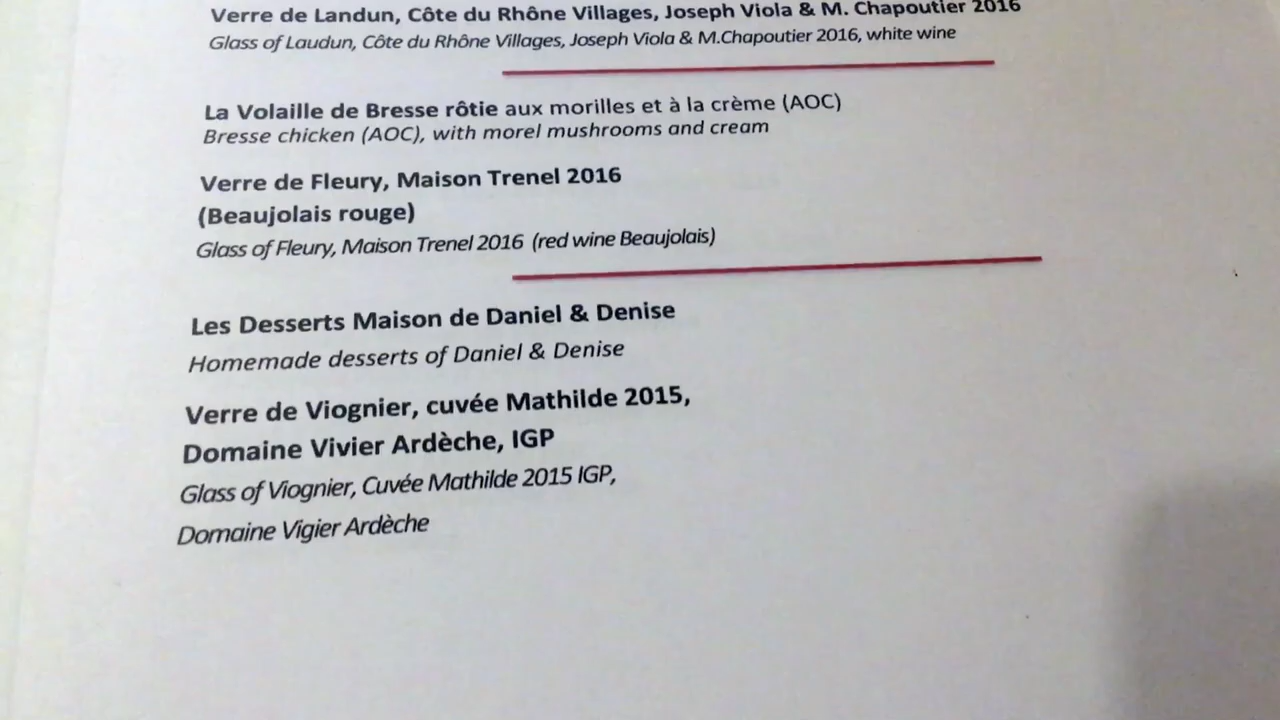 Verre de Landun, Côte du Rhône Villages, Joseph Viola & M. Chapoutier 2016
Glass of Laudun, Côte du Rhône Villages, Joseph Viola & M.Chapoutier 2016, white wine
La Volaille de Bresse rôtie aux morilles et à la crème (AOC)
Bresse chicken (AOC), with morel mushrooms and cream
Verre de Fleury, Maison Trenel 2016
(Beaujolais rouge)
Glass of Fleury, Maison Trenel 2016 (red wine Beaujolais)
Les Desserts Maison de Daniel & Denise
Homemade desserts of Daniel & Denise
Verre de Viognier, cuvée Mathilde 2015,
Domaine Vivier Ardèche, IGP
Glass of Viognier, Cuvée Mathilde 2015 IGP,
Domaine Vigier Ardèche